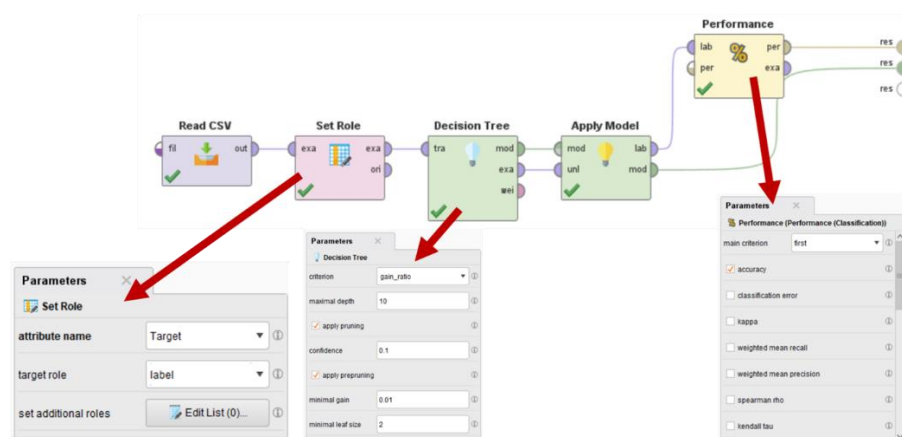 Performance
lab per
% per exa
res
res
res
Read CSV
fil out
Set Role
exa exa
ori
Decision Tree
tra mod
exa
wei
Apply Model
mod lab
unl mod
Parameters
Set Role
attribute name Target
target role label
set additional roles Edit List (0)...
Parameters
Decision Tree
criterion gain_ratio
maximal depth 10
apply pruning
confidence 0.1
apply prepruning
minimal gain 0.01
minimal leaf size 2
Parameters
% Performance (Performance (Classification))
main criterion first
accuracy
classification error
kappa
weighted mean recall
weighted mean precision
spearman rho
kendall tau